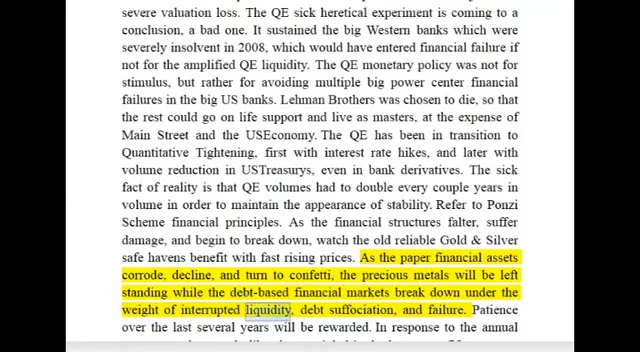 severe valuation loss. The QE sick heretical experiment is coming to a
conclusion, a bad one. It sustained the big Western banks which were
severely insolvent in 2008, which would have entered financial failure if
not for the amplified QE liquidity. The QE monetary policy was not for
stimulus, but rather for avoiding multiple big power center financial
failures in the big US banks. Lehman Brothers was chosen to die, so that
the rest could go on life support and live as masters, at the expense of
Main Street and the USEconomy. The QE has been in transition to
Quantitative Tightening, first with interest rate hikes, and later with
volume reduction in USTreasurys, even in bank derivatives. The sick
fact of reality is that QE volumes had to double every couple years in
volume in order to maintain the appearance of stability. Refer to Ponzi
Scheme financial principles. As the financial structures falter, suffer
damage, and begin to break down, watch the old reliable Gold & Silver
safe havens benefit with fast rising prices. As the paper financial assets
corrode, decline, and turn to confetti, the precious metals will be left
standing while the debt-based financial markets break down under the
weight of interrupted liquidity, debt suffociation, and failure. Patience
over the last several years will be rewarded. In response to the annual